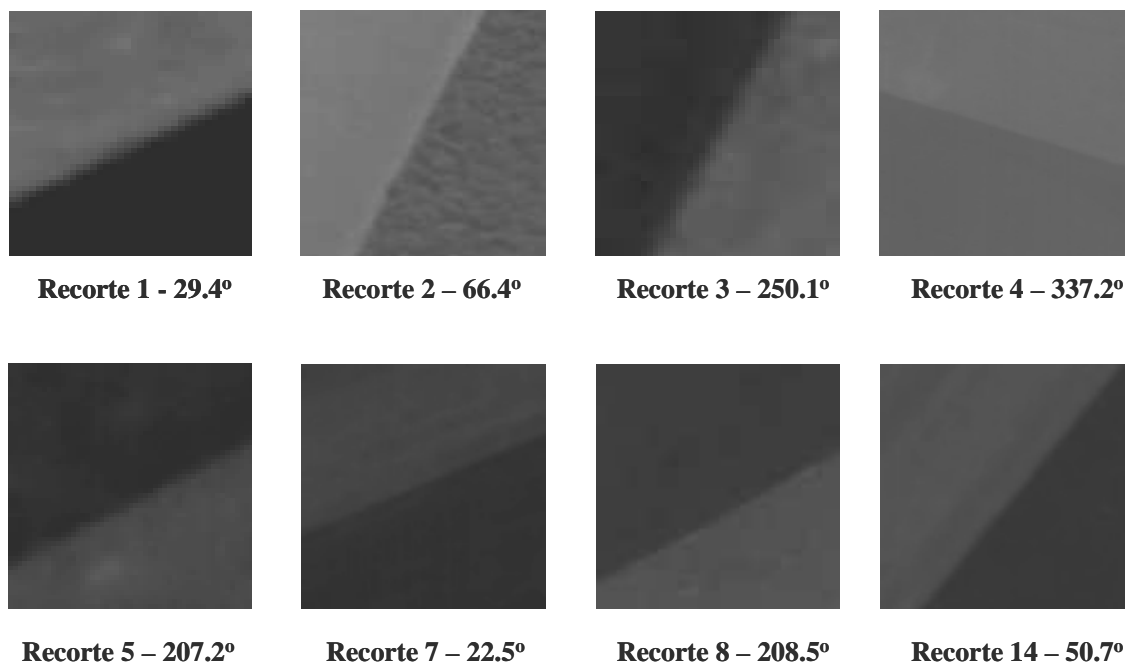 Recorte 1 - 29.4º
Recorte 2 – 66.4º
Recorte 3 – 250.1º
Recorte 4 – 337.2º
Recorte 5 – 207.2º
Recorte 7 – 22.5º
Recorte 8 – 208.5º
Recorte 14 – 50.7º